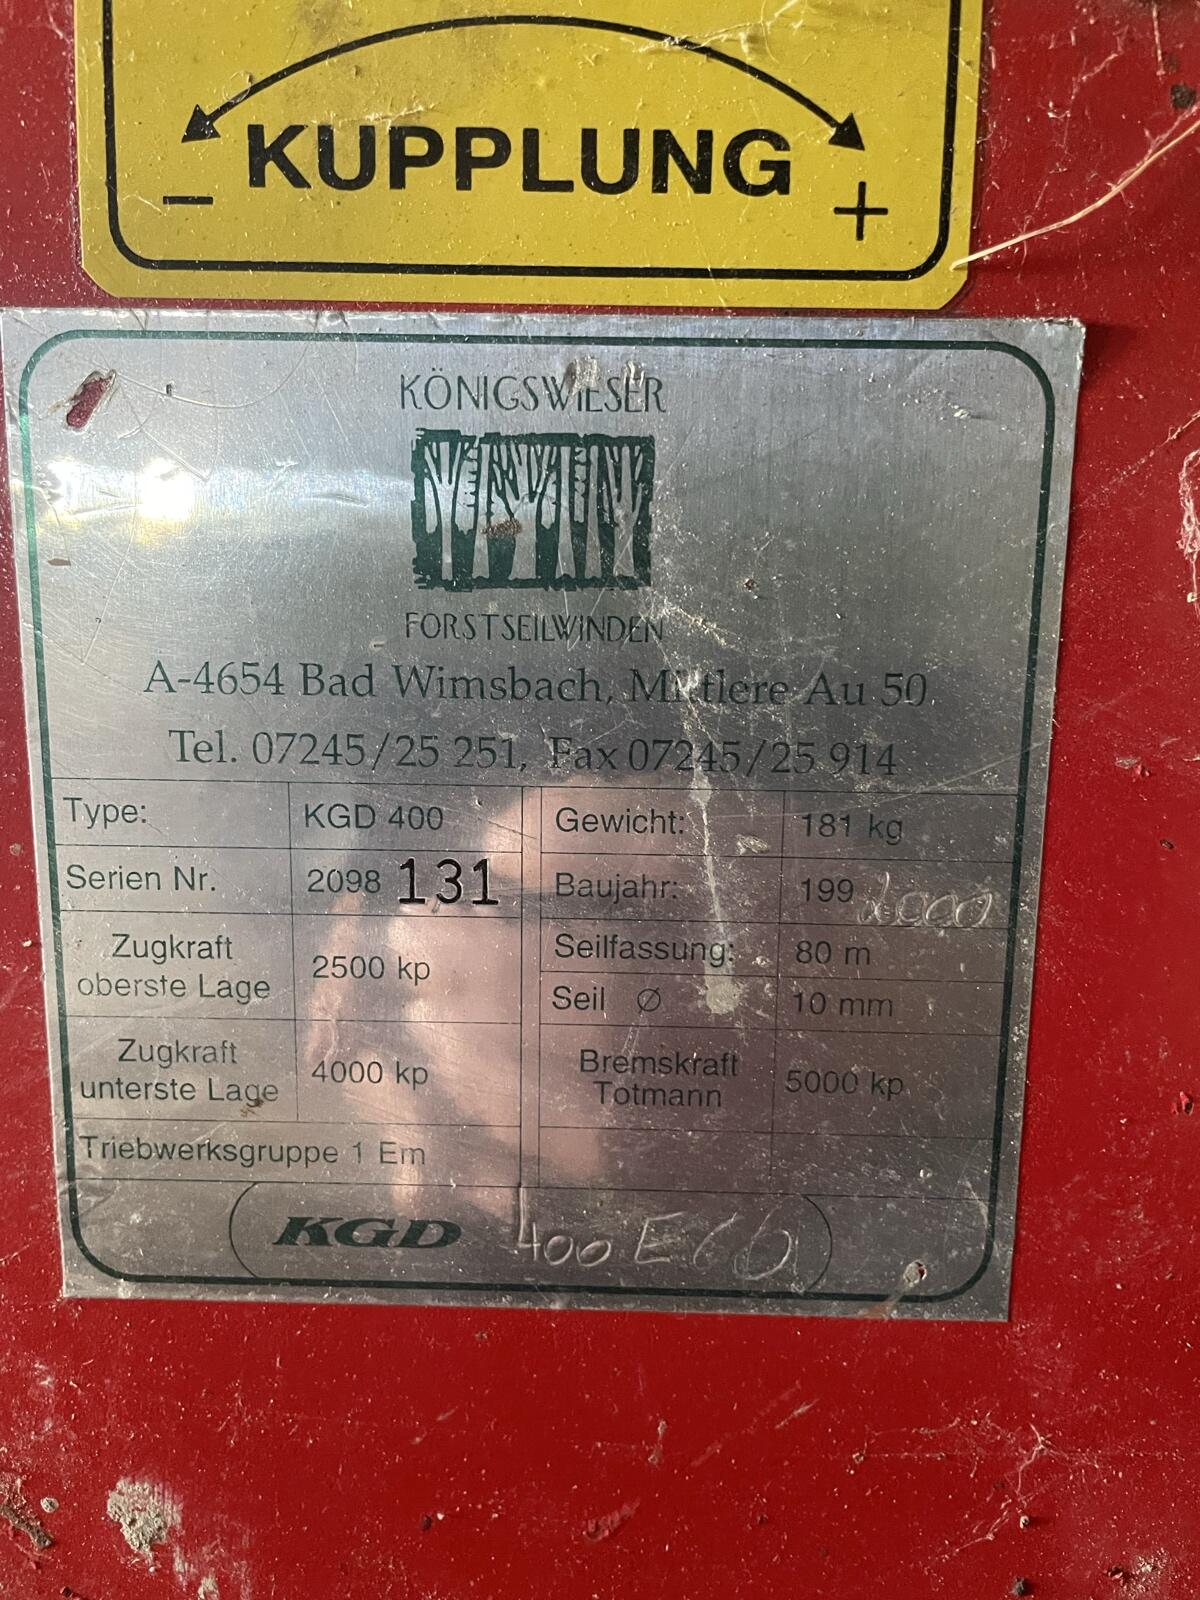 KUPPLUNG
- +
KÖNIGSWIESER
FORSTSEILWINDEN
A-4654 Bad Wimsbach, Mittlere Au 50
Tel. 07245/25 251, Fax 07245/25 914
Type: KGD 400 Gewicht: 181 kg
Serien Nr. 2098 131 Baujahr: 199 2000
Zugkraft oberste Lage 2500 kp Seilfassung: 80 m
Seil Ø 10 mm
Zugkraft unterste Lage 4000 kp Bremskraft Totmann 5000 kp
Triebwerksgruppe 1 Em
KGD 400 ECO